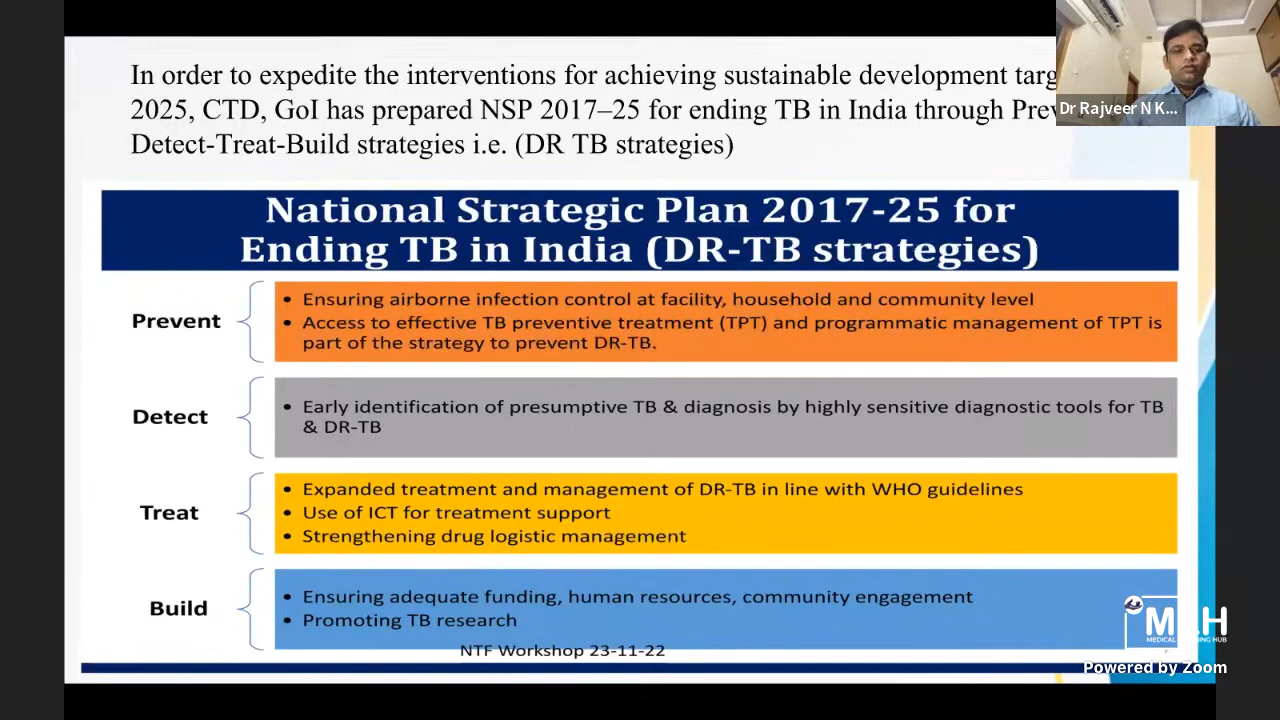 In order to expedite the interventions for achieving sustainable development
2025, CTD, GoI has prepared NSP 2017–25 for ending TB in India through
Detect-Treat-Build strategies i.e. (DR TB strategies)
Dr Rajveer N K...
National Strategic Plan 2017-25 for
Ending TB in India (DR-TB strategies)
Prevent
• Ensuring airborne infection control at facility, household and community level
• Access to effective TB preventive treatment (TPT) and programmatic management of TPT is
part of the strategy to prevent DR-TB.
Detect
• Early identification of presumptive TB & diagnosis by highly sensitive diagnostic tools for TB
& DR-TB
Treat
• Expanded treatment and management of DR-TB in line with WHO guidelines
• Use of ICT for treatment support
• Strengthening drug logistic management
Build
• Ensuring adequate funding, human resources, community engagement
• Promoting TB research
NTF Workshop 23-11-22
Powered by Zoom